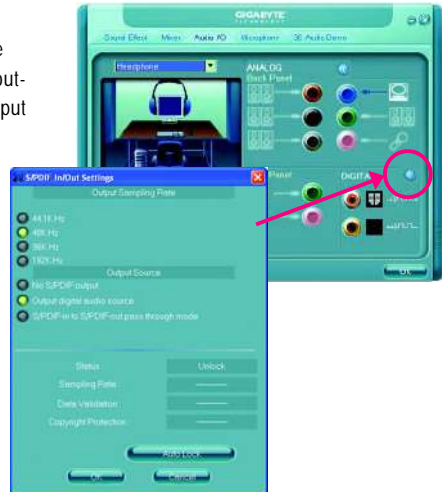 e
out-
put
GIGABYTE
Sound Effect Mixer Audio I/O Microphone 3D Audio Demo
Headphone
ANALOG
Back Panel
Panel
DIGITAL
OK
S/PDIF In/Out Settings
Output Sampling Rate
44.1K Hz
48K Hz
96K Hz
192K Hz
Output Source
No S/PDIF output
Output digital audio source
S/PDIF-in to S/PDIF-out pass through mode
Status Unlock
Sampling Rate
Data Validation
Copyright Protection
Auto Lock
OK Cancel